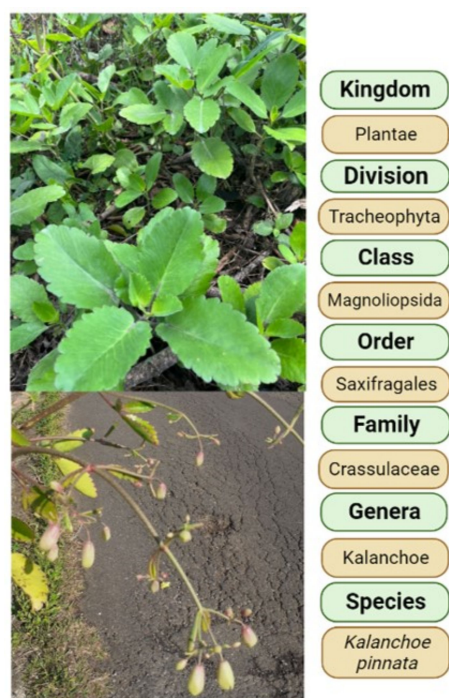 Kingdom
Plantae
Division
Tracheophyta
Class
Magnoliopsida
Order
Saxifragales
Family
Crassulaceae
Genera
Kalanchoe
Species
Kalanchoe
pinnata